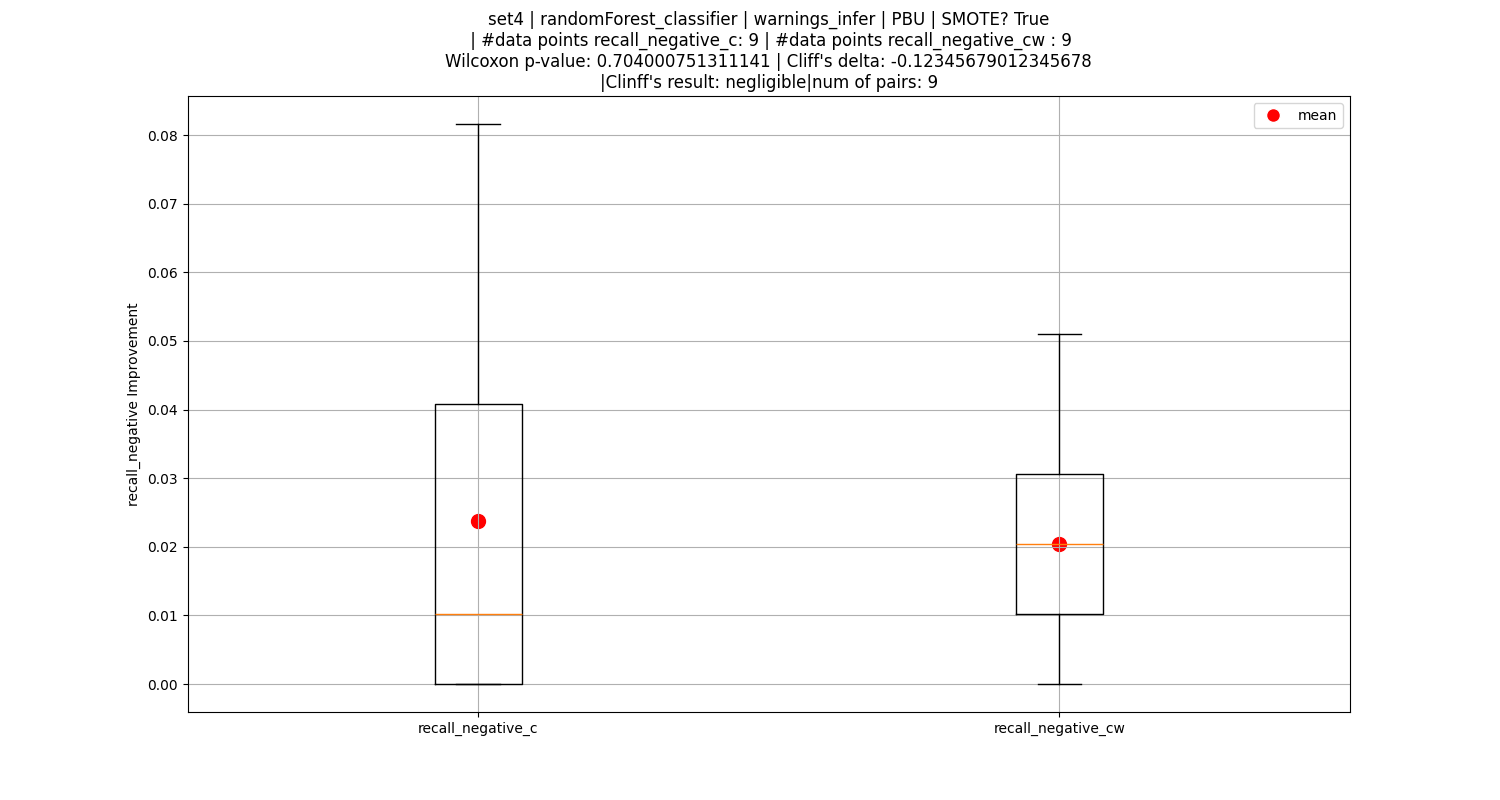 set4 | randomForest_classifier | warnings_infer | PBU | SMOTE? True
| #data points recall_negative_c: 9 | #data points recall_negative_cw : 9
Wilcoxon p-value: 0.704000751311141 | Cliff's delta: -0.12345679012345678
|Clinff's result: negligible|num of pairs: 9
mean
0.08
0.07
0.06
0.05
0.04
0.03
0.02
0.01
0.00
recall_negative Improvement
recall_negative_c
recall_negative_cw